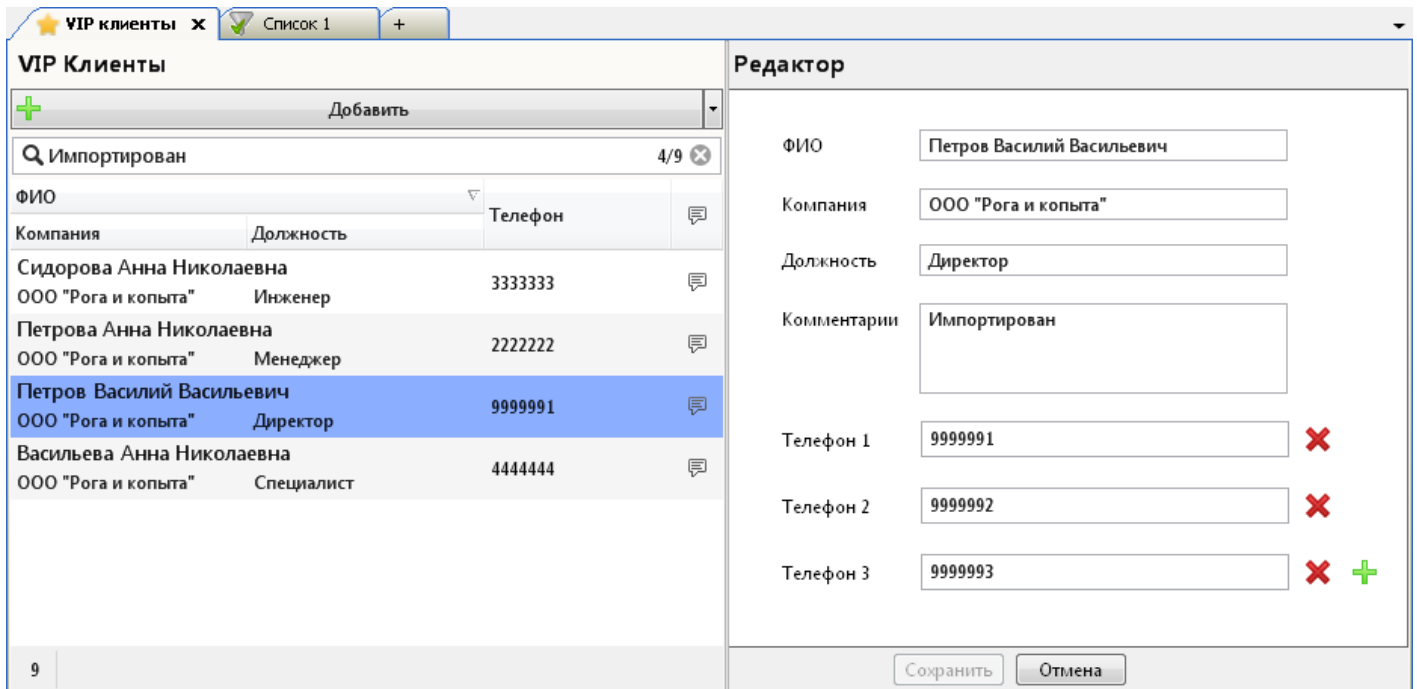 VIP клиенты x
Список 1
+
VIP Клиенты
Добавить
Импортирован 4/9
ФИО
Телефон
Компания Должность
Сидорова Анна Николаевна
ООО "Рога и копыта" Инженер
3333333
Петрова Анна Николаевна
ООО "Рога и копыта" Менеджер
2222222
Петров Василий Васильевич
ООО "Рога и копыта" Директор
9999991
Васильева Анна Николаевна
ООО "Рога и копыта" Специалист
4444444
9
Редактор
ФИО Петров Василий Васильевич
Компания ООО "Рога и копыта"
Должность Директор
Комментарии Импортирован
Телефон 1 9999991
Телефон 2 9999992
Телефон 3 9999993
Сохранить Отмена